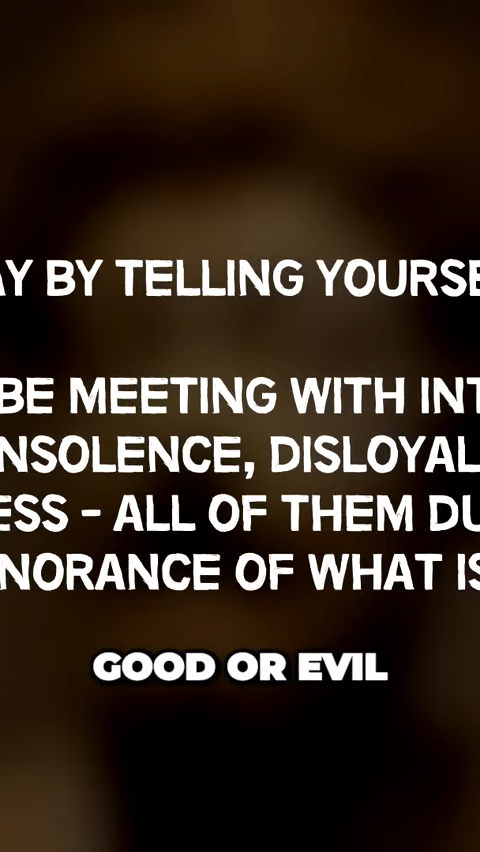 AY BY TELLING YOURSE
BE MEETING WITH INT
NSOLENCE, DISLOYAL
ESS - ALL OF THEM DU
NORANCE OF WHAT IS
GOOD OR EVIL